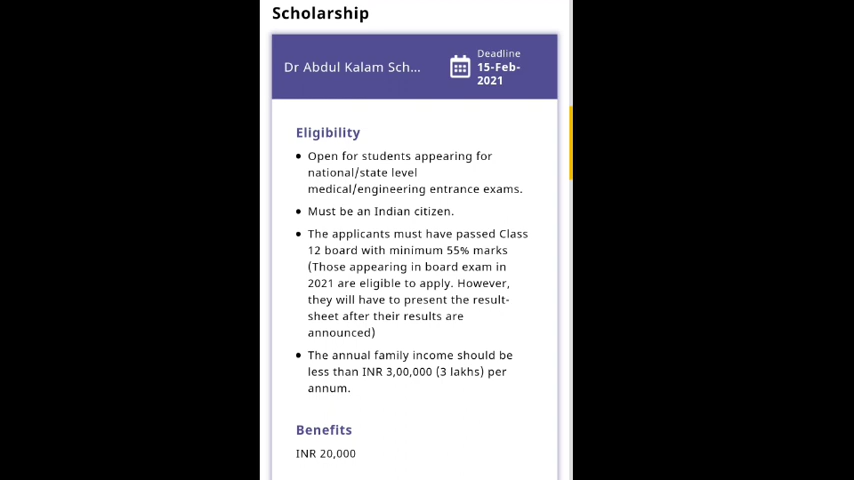 Scholarship
Dr Abdul Kalam Sch...
Deadline
15-Feb-
2021
Eligibility
• Open for students appearing for
national/state level
medical/engineering entrance exams.
• Must be an Indian citizen.
• The applicants must have passed Class
12 board with minimum 55% marks
(Those appearing in board exam in
2021 are eligible to apply. However,
they will have to present the result-
sheet after their results are
announced)
• The annual family income should be
less than INR 3,00,000 (3 lakhs) per
annum.
Benefits
INR 20,000